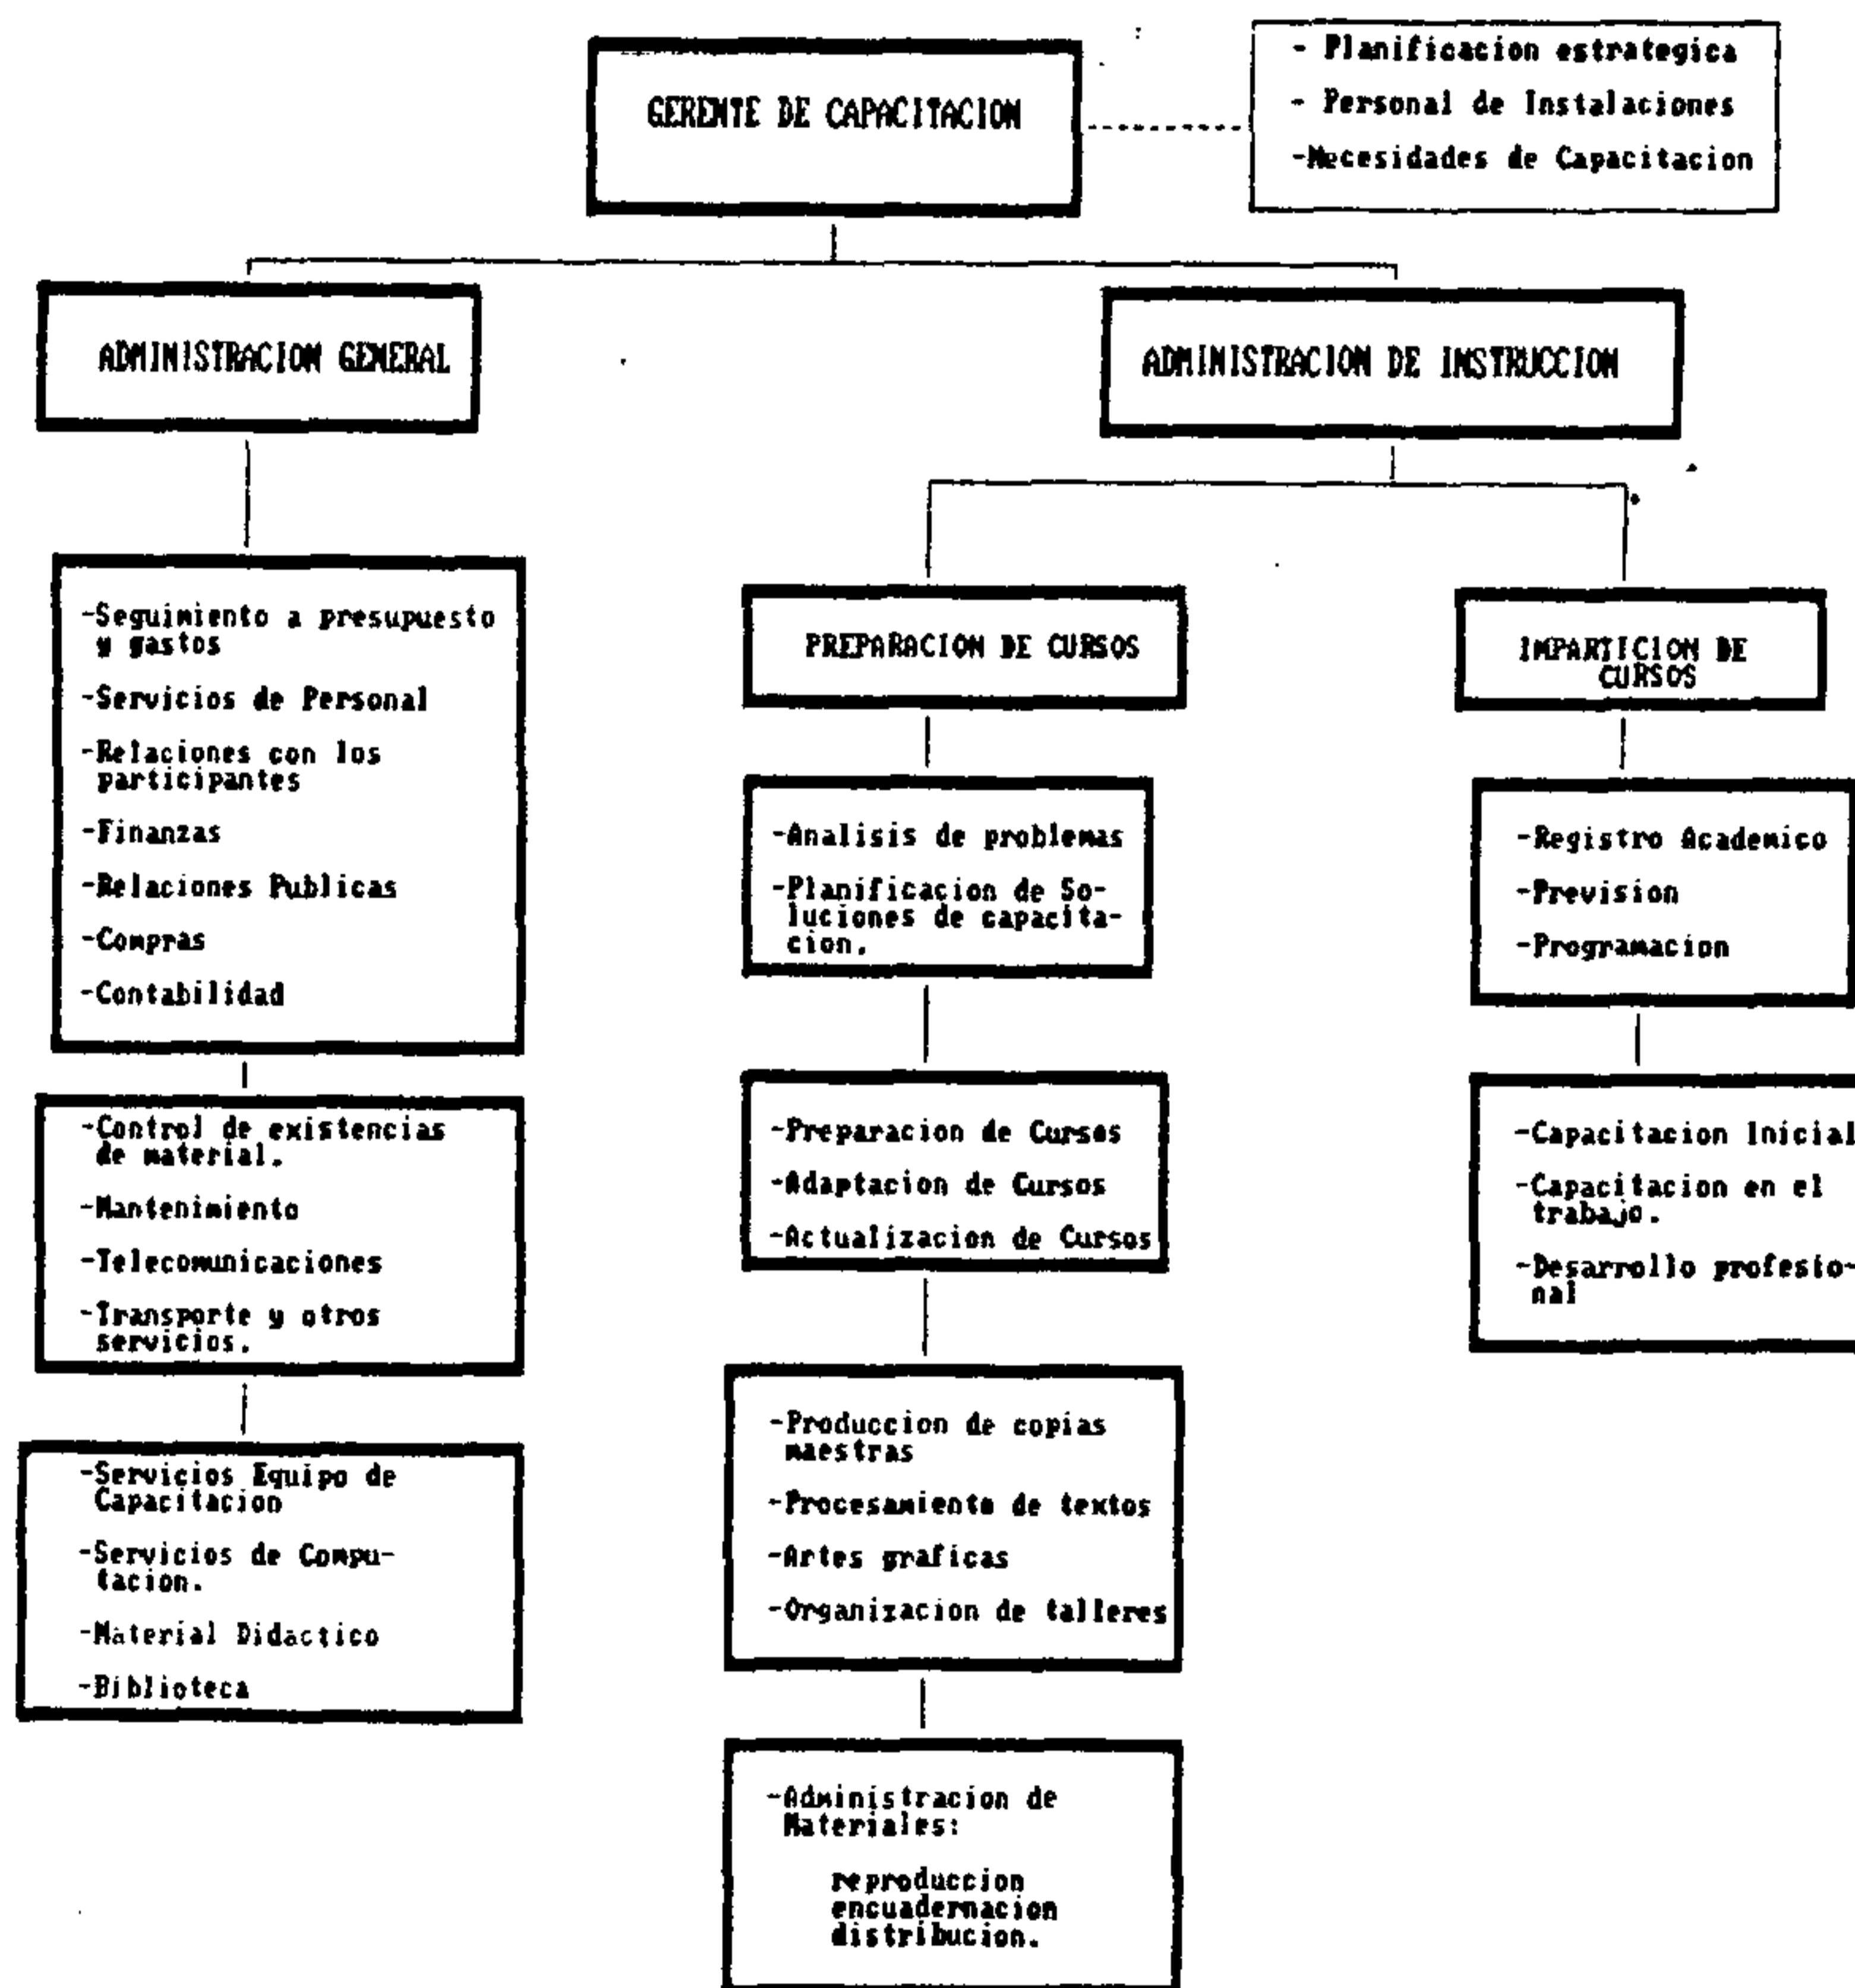 GERENTE DE CAPACITACION
- Planificacion estrategica
- Personal de Instalaciones
-Necesidades de Capacitacion
ADMINISTRACION GENERAL
ADMINISTRACION DE INSTRUCCION
-Seguimiento a presupuesto
y gastos
-Servicios de Personal
-Relaciones con los
participantes
-Finanzas
-Relaciones Publicas
-Compras
-Contabilidad
-Control de existencias
de material.
-Mantenimiento
-Telecomunicaciones
-Transporte y otros
servicios.
-Servicios Equipo de
Capacitacion
-Servicios de Compu-
tacion.
-Material Didactico
-Biblioteca
PREPARACION DE CURSOS
-Analisis de problemas
-Planificacion de So-
luciones de capacita-
cion.
-Preparacion de Cursos
-Adaptacion de Cursos
-Actualizacion de Cursos
-Produccion de copias
maestras
-Procesamiento de textos
-Artes graficas
-Organizacion de talleres
-Administracion de
Materiales:
reproduccion
encuadernacion
distribucion.
IMPARTICION DE
CURSOS
-Registro Academico
-Prevision
-Programacion
-Capacitacion Inicial
-Capacitacion en el
trabajo.
-Desarrollo profesio-
nal